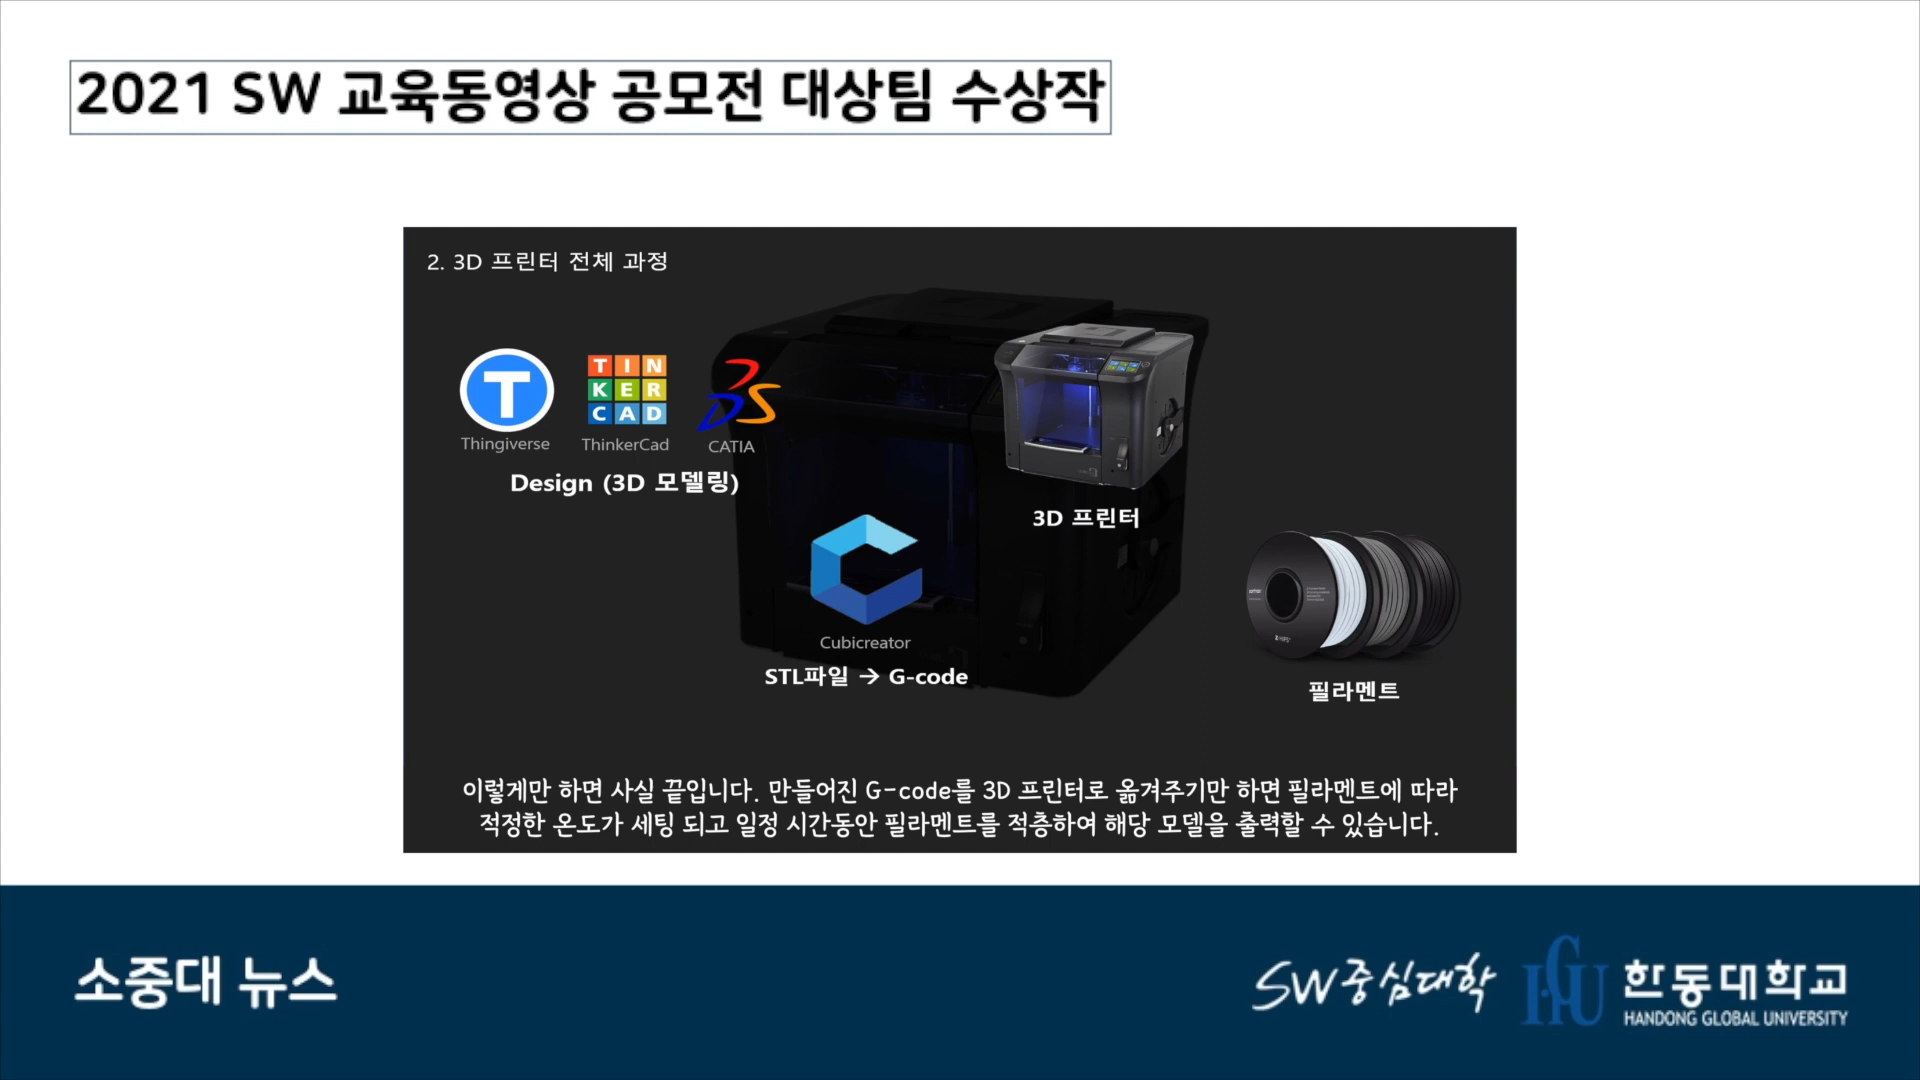 2021 SW 교육동영상 공모전 대상팀 수상작
2. 3D 프린터 전체 과정
T
TIN
KER
CAD
Thingiverse
ThinkerCad
CATIA
Design (3D 모델링)
3D 프린터
Cubicreator
STL파일 → G-code
필라멘트
이렇게만 하면 사실 끝입니다. 만들어진 G-code를 3D 프린터로 옮겨주기만 하면 필라멘트에 따라
적정한 온도가 세팅 되고 일정 시간동안 필라멘트를 적층하여 해당 모델을 출력할 수 있습니다.
소중대 뉴스
SW중심대학
HGU
한동대학교
HANDONG GLOBAL UNIVERSITY